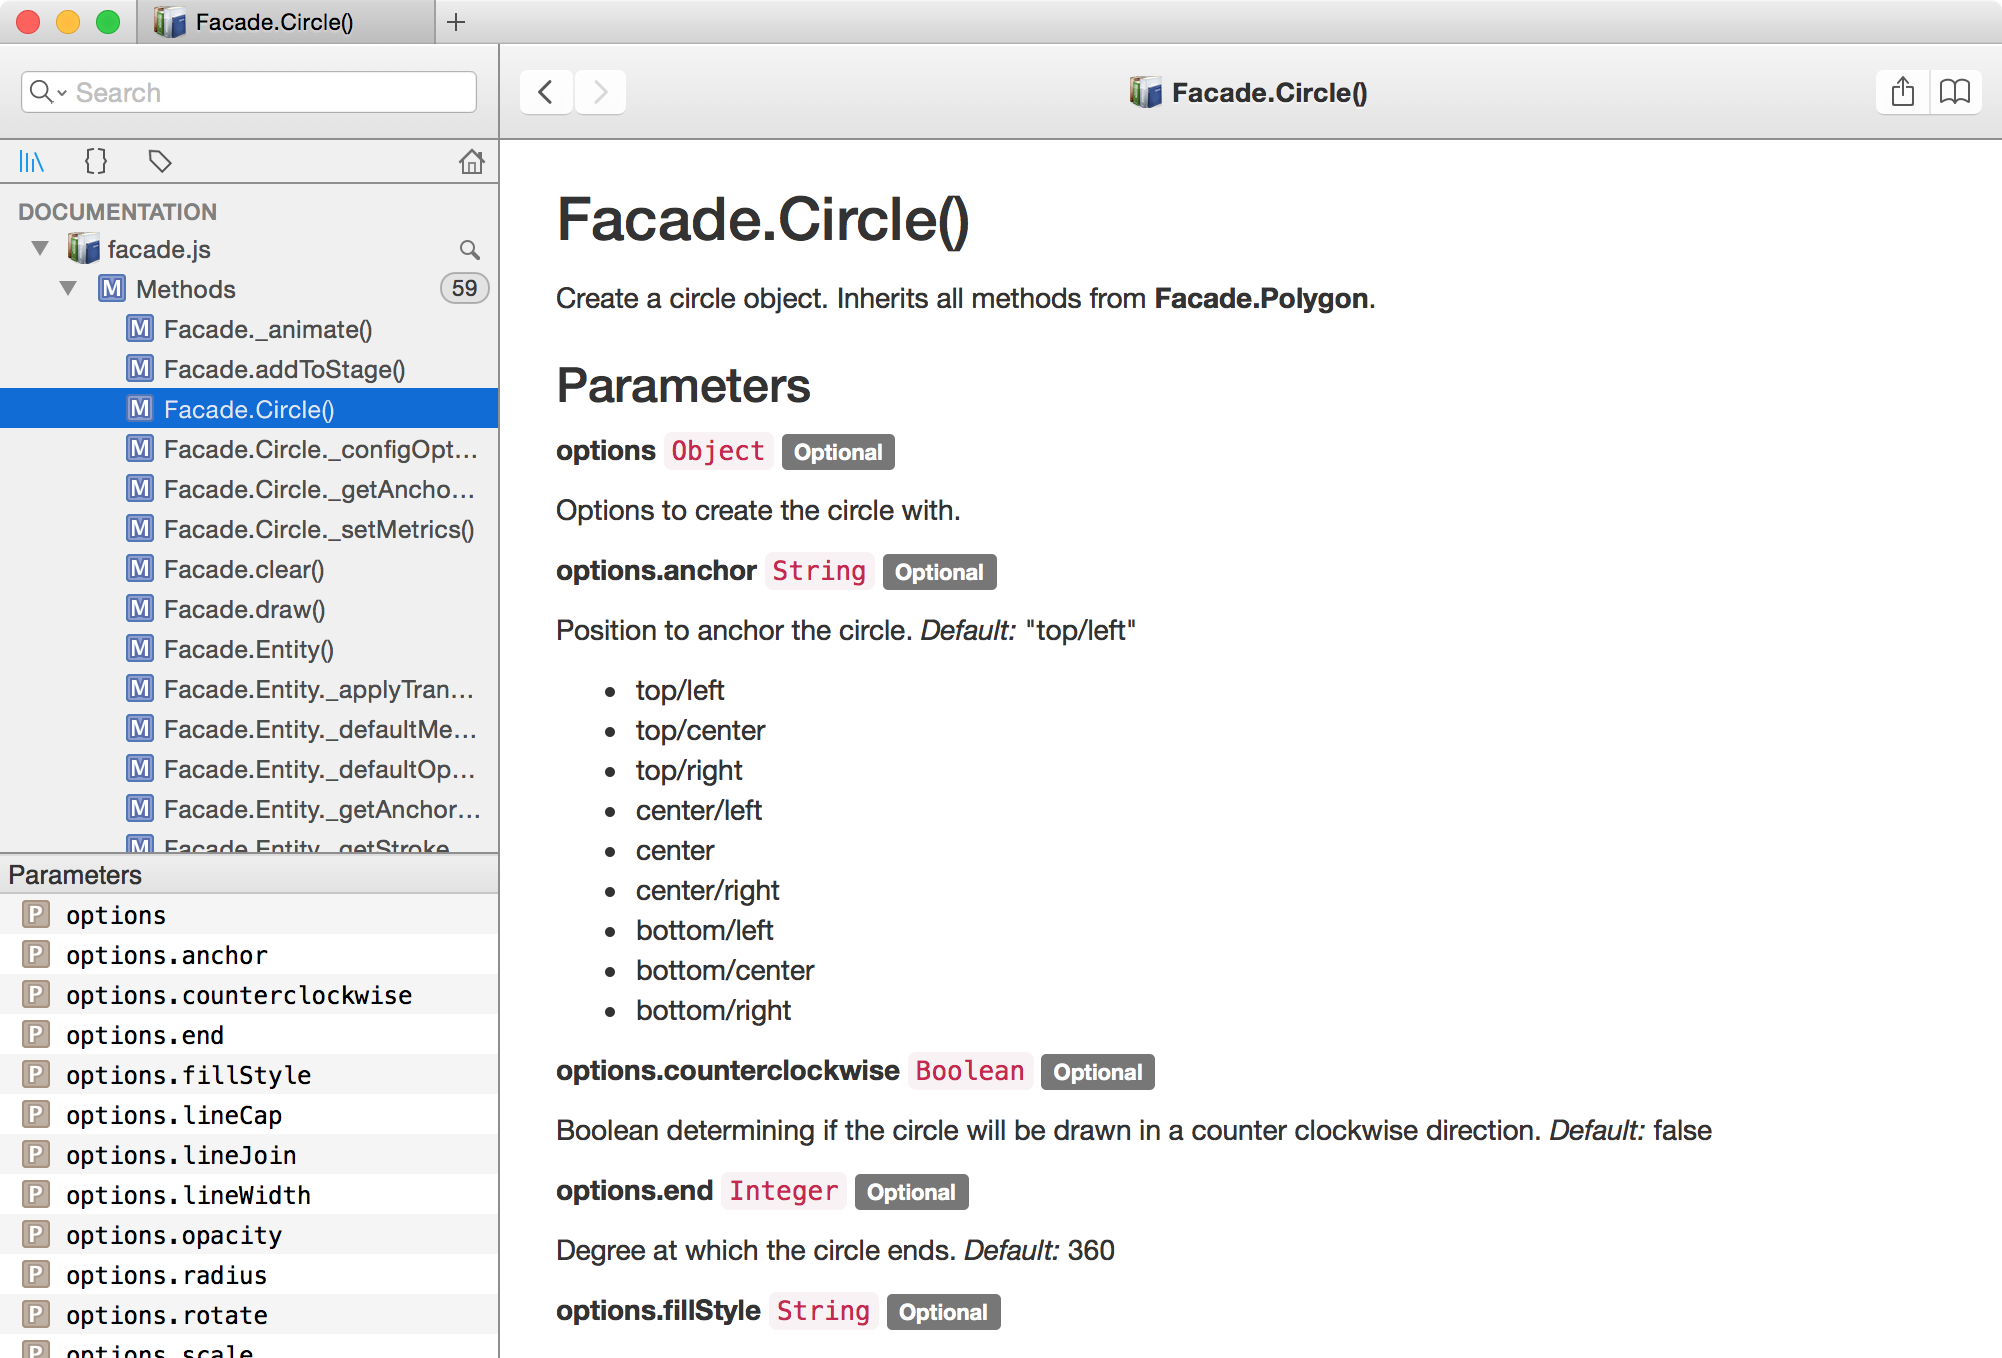 Facade.Circle()
Search
Facade.Circle()
DOCUMENTATION
facade.js
Methods 59
Facade._animate()
Facade.addToStage()
Facade.Circle()
Facade.Circle._configOpt...
Facade.Circle._getAncho...
Facade.Circle._setMetrics()
Facade.clear()
Facade.draw()
Facade.Entity()
Facade.Entity._applyTran...
Facade.Entity._defaultMe...
Facade.Entity._defaultOp...
Facade.Entity._getAnchor...
Facade.Entity._getStroke
Parameters
options
options.anchor
options.counterclockwise
options.end
options.fillStyle
options.lineCap
options.lineJoin
options.lineWidth
options.opacity
options.radius
options.rotate
options.scale
Facade.Circle()
Create a circle object. Inherits all methods from Facade.Polygon.
Parameters
options Object Optional
Options to create the circle with.
options.anchor String Optional
Position to anchor the circle. Default: "top/left"
top/left
top/center
top/right
center/left
center
center/right
bottom/left
bottom/center
bottom/right
options.counterclockwise Boolean Optional
Boolean determining if the circle will be drawn in a counter clockwise direction. Default: false
options.end Integer Optional
Degree at which the circle ends. Default: 360
options.fillStyle String Optional